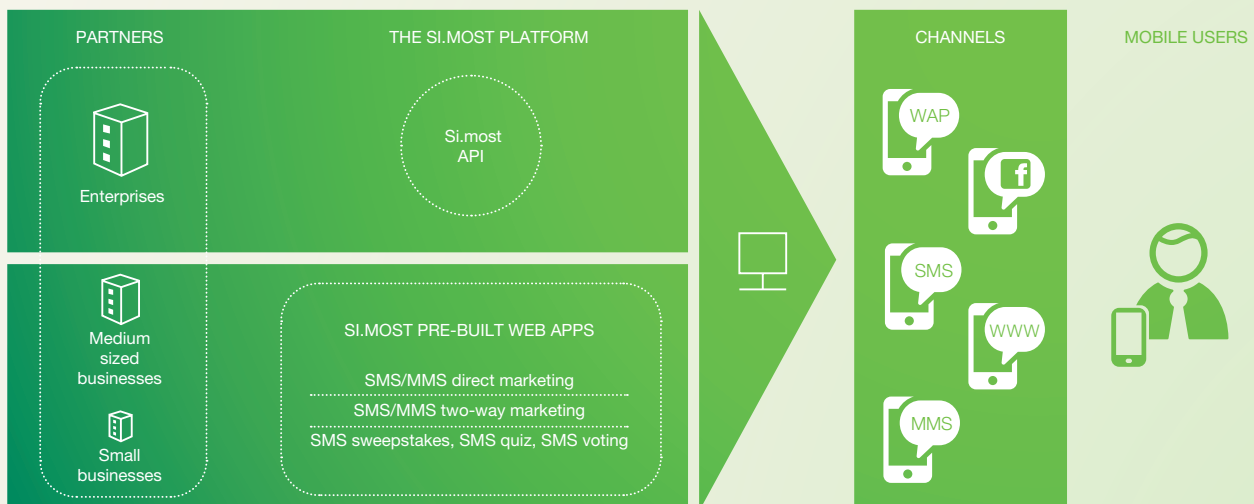 PARTNERS
THE SI.MOST PLATFORM
CHANNELS
MOBILE USERS
Enterprises
Si.most
API
Medium
sized
businesses
Small
businesses
SI.MOST PRE-BUILT WEB APPS
SMS/MMS direct marketing
SMS/MMS two-way marketing
SMS sweepstakes, SMS quiz, SMS voting
WAP
f
SMS
WWW
MMS